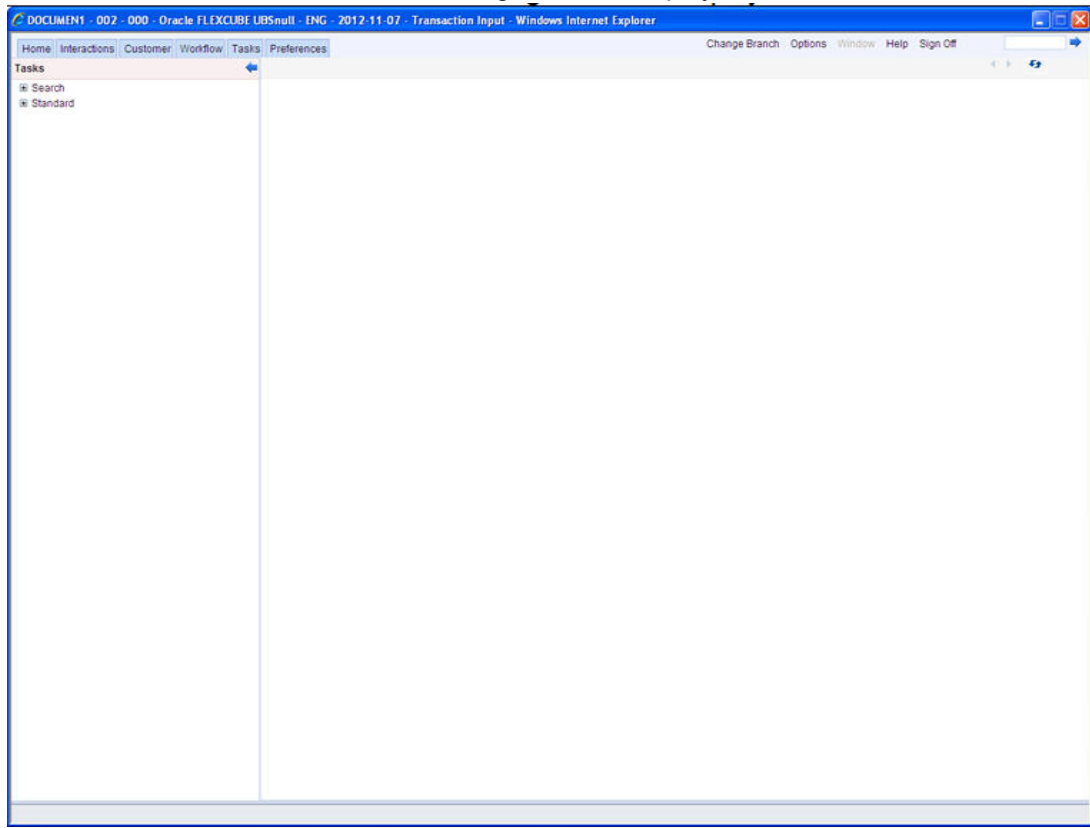 DOCUMENT1 - 002 - 000 - Oracle FLEXCUBE UBSnull - ENG - 2012-11-07 - Transaction Input - Windows Internet Explorer
Home Interactions Customer Workflow Tasks Preferences Change Branch Options Window Help Sign Off
Tasks
Search
Standard